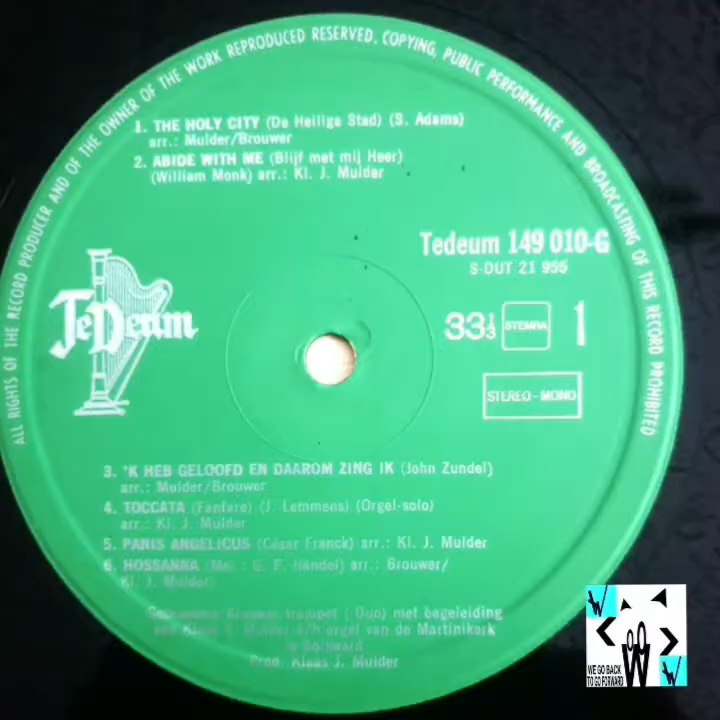 ALL RIGHTS OF THE RECORD PRODUCER AND OF THE OWNER OF THE WORK REPRODUCED RESERVED. COPYING, PUBLIC PERFORMANCE AND BROADCASTING OF THIS RECORD PROHIBITED
1. THE HOLY CITY (De Heilige Stad) (S. Adams)
arr.: Mulder/Brouwer
2. ABIDE WITH ME (Blijf met mij Heer)
(William Monk) arr.: Kl. J. Mulder
Tedeum 149 010-G
S-DUT 21 955
TeDeum
33⅓ STEMRA 1
STEREO - MONO
3. 'K HEB GELOOFD EN DAAROM ZING IK (John Zundel)
arr.: Mulder/Brouwer
4. TOCCATA (Fanfare) (J. Lemmens) (Orgel-solo)
arr.: Kl. J. Mulder
5. PANIS ANGELICUS (César Franck) arr.: Kl. J. Mulder
6. HOSSANNA (Mel.: G. F. Händel) arr.: Brouwer/
Kl. J. Mulder)
Brouwer trompet (Duo) met begeleiding
van Klaas J. Mulder orgel van de Martinikerk
Prod. Klaas J. Mulder
WE GO BACK
TO GO FORWARD